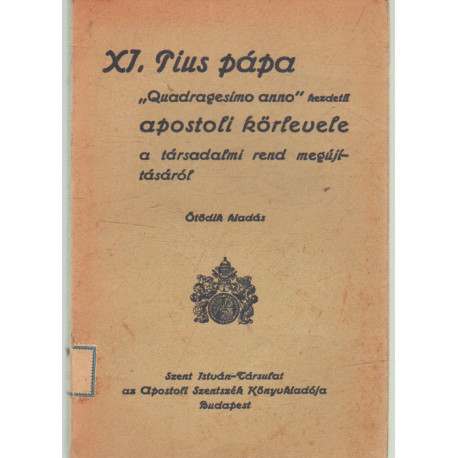 XI. Pius pápa
„Quadragesimo anno" kezdetű
apostoli körlevele
a társadalmi rend megújí-
tásáról
Ötödik kiadás
Szent István-Társulat
az Apostoli Szentszék Könyvkiadója
Budapest